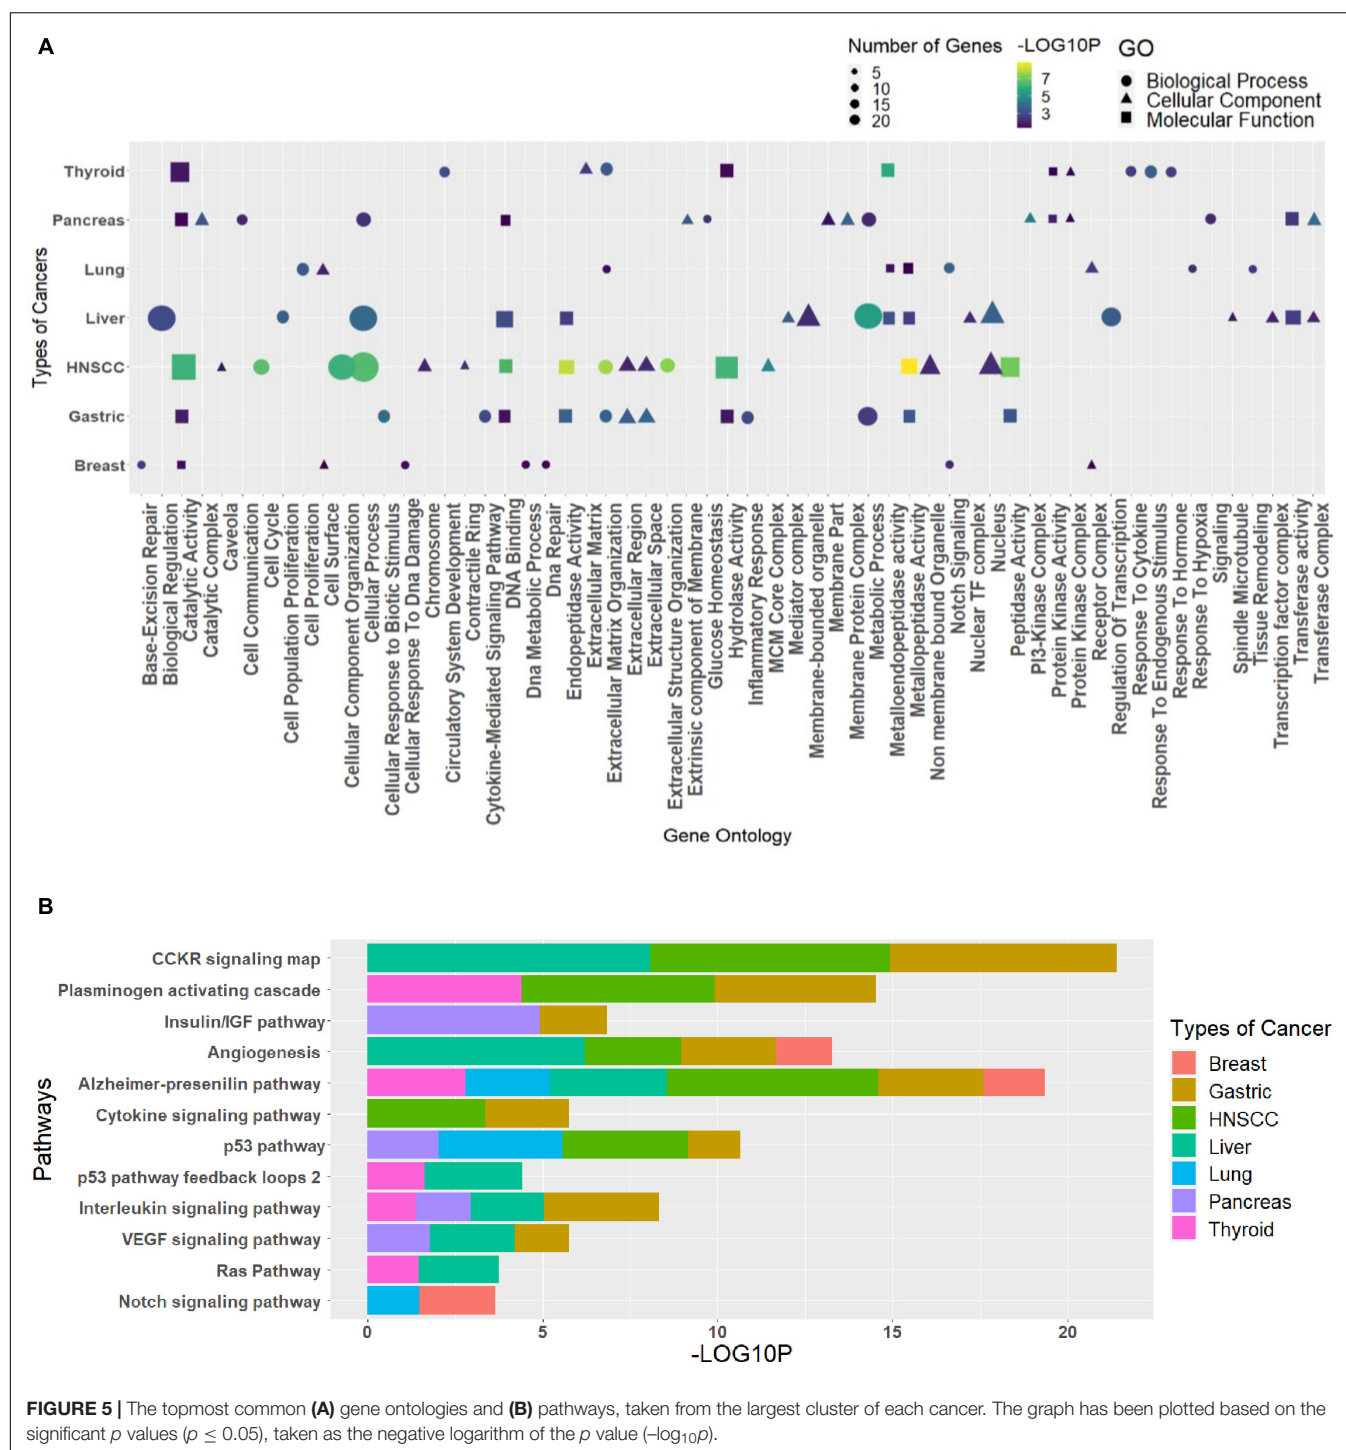 A
Number of Genes
5
10
15
20
-LOG10P
7
5
3
GO
Biological Process
Cellular Component
Molecular Function
Types of Cancers
Thyroid
Pancreas
Lung
Liver
HNSCC
Gastric
Breast
Base-Excision Repair
Biological Regulation
Catalytic Activity
Catalytic Complex
Caveola
Cell Communication
Cell Cycle
Cell Population Proliferation
Cell Proliferation
Cell Surface
Cellular Component Organization
Cellular Process
Cellular Response to Biotic Stimulus
Cellular Response To Dna Damage
Chromosome
Circulatory System Development
Contractile Ring
Cytokine-Mediated Signaling Pathway
DNA Binding
Dna Metabolic Process
Dna Repair
Endopeptidase Activity
Extracellular Matrix
Extracellular Matrix Organization
Extracellular Region
Extracellular Space
Extracellular Structure Organization
Extrinsic component of Membrane
Glucose Homeostasis
Hydrolase Activity
Inflammatory Response
MCM Core Complex
Mediator complex
Membrane-bounded organelle
Membrane Part
Membrane Protein Complex
Metabolic Process
Metalloendopeptidase activity
Metallopeptidase Activity
Non membrane bound Organelle
Notch Signaling
Nuclear TF complex
Nucleus
Peptidase Activity
PI3-Kinase Complex
Protein Kinase Activity
Protein Kinase Complex
Receptor Complex
Regulation Of Transcription
Response To Cytokine
Response To Endogenous Stimulus
Response To Hormone
Response To Hypoxia
Signaling
Spindle Microtubule
Tissue Remodeling
Transcription factor complex
Transferase activity
Transferase Complex
Gene Ontology
B
Pathways
CCKR signaling map
Plasminogen activating cascade
Insulin/IGF pathway
Angiogenesis
Alzheimer-presenilin pathway
Cytokine signaling pathway
p53 pathway
p53 pathway feedback loops 2
Interleukin signaling pathway
VEGF signaling pathway
Ras Pathway
Notch signaling pathway
0
5
10
15
20
-LOG10P
Types of Cancer
Breast
Gastric
HNSCC
Liver
Lung
Pancreas
Thyroid
FIGURE 5 | The topmost common (A) gene ontologies and (B) pathways, taken from the largest cluster of each cancer. The graph has been plotted based on the
significant p values (p ≤ 0.05), taken as the negative logarithm of the p value (–log₁₀p).